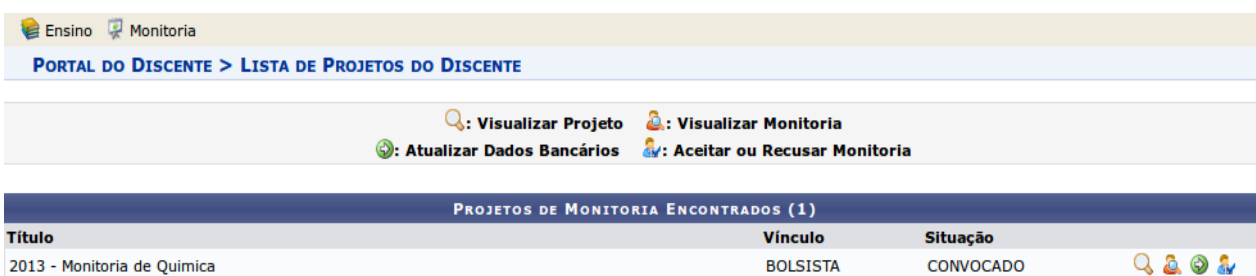 Ensino Monitoria
PORTAL DO DISCENTE > LISTA DE PROJETOS DO DISCENTE
: Visualizar Projeto : Visualizar Monitoria
: Atualizar Dados Bancários : Aceitar ou Recusar Monitoria
PROJETOS DE MONITORIA ENCONTRADOS (1)
Título Vínculo Situação
2013 - Monitoria de Quimica BOLSISTA CONVOCADO